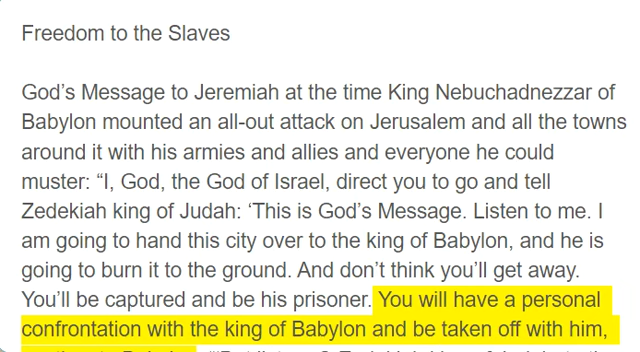 Freedom to the Slaves
God’s Message to Jeremiah at the time King Nebuchadnezzar of
Babylon mounted an all-out attack on Jerusalem and all the towns
around it with his armies and allies and everyone he could
muster: “I, God, the God of Israel, direct you to go and tell
Zedekiah king of Judah: ‘This is God’s Message. Listen to me. I
am going to hand this city over to the king of Babylon, and he is
going to burn it to the ground. And don’t think you’ll get away.
You’ll be captured and be his prisoner. You will have a personal
confrontation with the king of Babylon and be taken off with him,